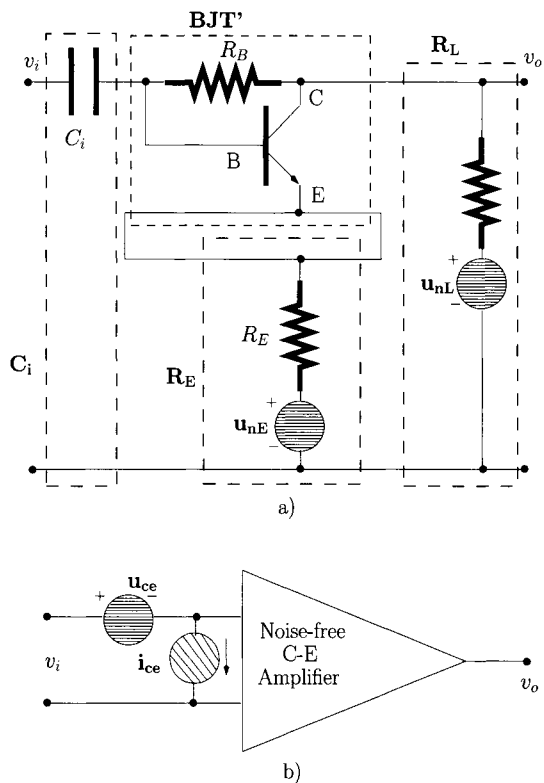 BJT'
v_i
R_B
R_L
v_o
C_i
C
B
E
+
u_nL
−
C_i
R_E
R_E
+
u_nE
−
a)
u_ce
+
−
v_i
i_ce
Noise-free
C-E
Amplifier
v_o
b)